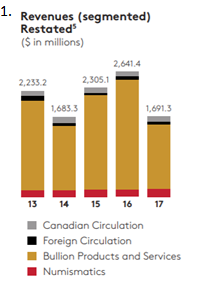 1.
Revenues (segmented)
Restated⁵
($ in millions)
2,641.4
2,233.2 2,305.1
1,683.3 1,691.3
13 14 15 16 17
Canadian Circulation
Foreign Circulation
Bullion Products and Services
Numismatics